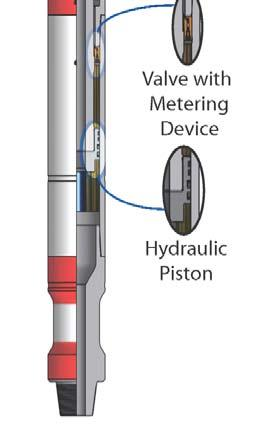 Valve with
Metering
Device
Hydraulic
Piston